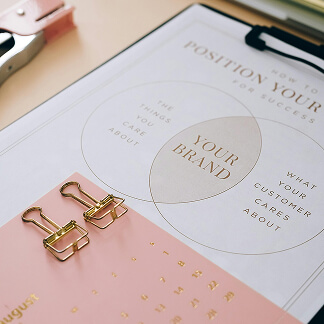 HOW TO
POSITION YOUR
FOR SUCCESS
THE
THINGS
YOU
CARE
ABOUT
YOUR
BRAND
WHAT
YOUR
CUSTOMER
CARES
ABOUT
august